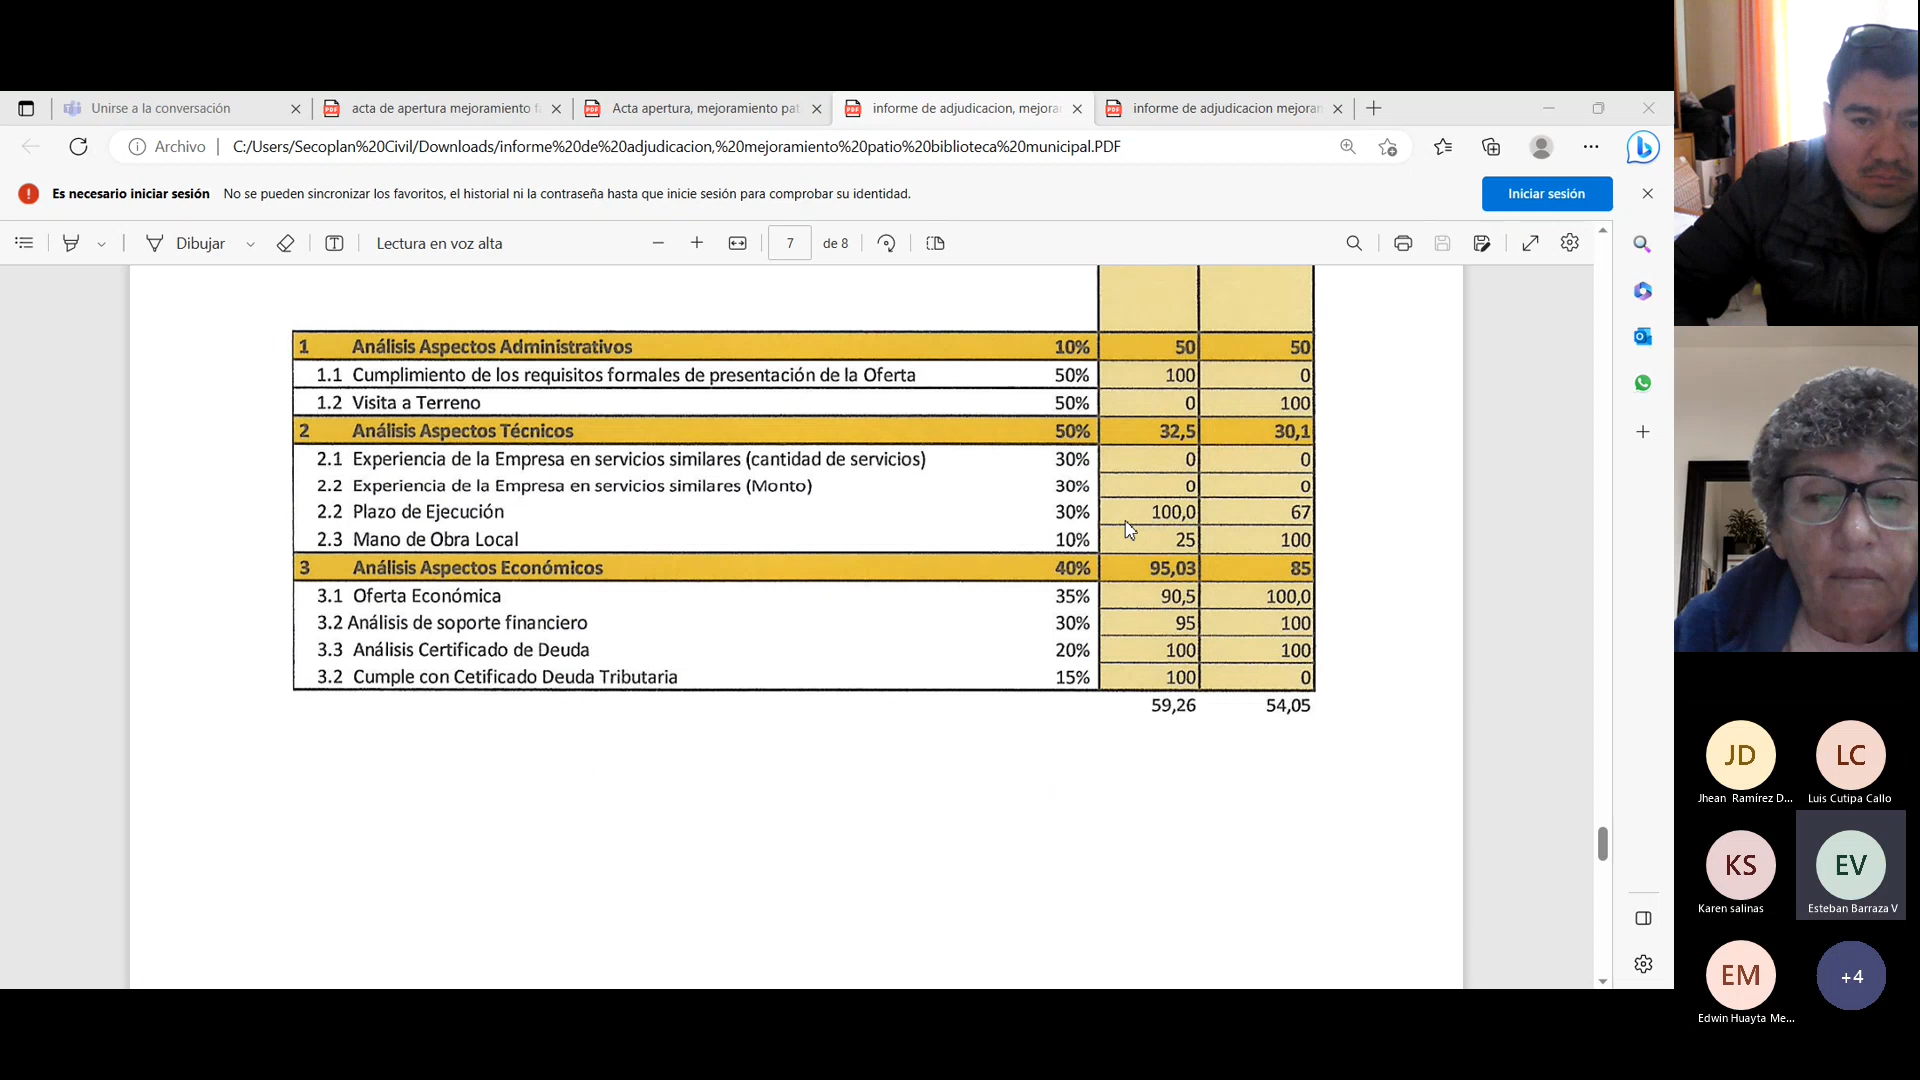 Unirse a la conversación
acta de apertura mejoramiento f
Acta apertura, mejoramiento pat
informe de adjudicacion, mejora
informe de adjudicacion mejorar
Archivo
C:/Users/Secoplan%20Civil/Downloads/informe%20de%20adjudicacion,%20mejoramiento%20patio%20biblioteca%20municipal.PDF
Es necesario iniciar sesión No se pueden sincronizar los favoritos, el historial ni la contraseña hasta que inicie sesión para comprobar su identidad.
Iniciar sesión
Dibujar
Lectura en voz alta
7 de 8
1 Análisis Aspectos Administrativos 10% 50 50
1.1 Cumplimiento de los requisitos formales de presentación de la Oferta 50% 100 0
1.2 Visita a Terreno 50% 0 100
2 Análisis Aspectos Técnicos 50% 32,5 30,1
2.1 Experiencia de la Empresa en servicios similares (cantidad de servicios) 30% 0 0
2.2 Experiencia de la Empresa en servicios similares (Monto) 30% 0 0
2.2 Plazo de Ejecución 30% 100,0 67
2.3 Mano de Obra Local 10% 25 100
3 Análisis Aspectos Económicos 40% 95,03 85
3.1 Oferta Económica 35% 90,5 100,0
3.2 Análisis de soporte financiero 30% 95 100
3.3 Análisis Certificado de Deuda 20% 100 100
3.2 Cumple con Cetificado Deuda Tributaria 15% 100 0
59,26 54,05
JD
Jhean Ramírez D...
LC
Luis Cutipa Callo
KS
Karen salinas
EV
Esteban Barraza V
EM
Edwin Huayta Me...
+4